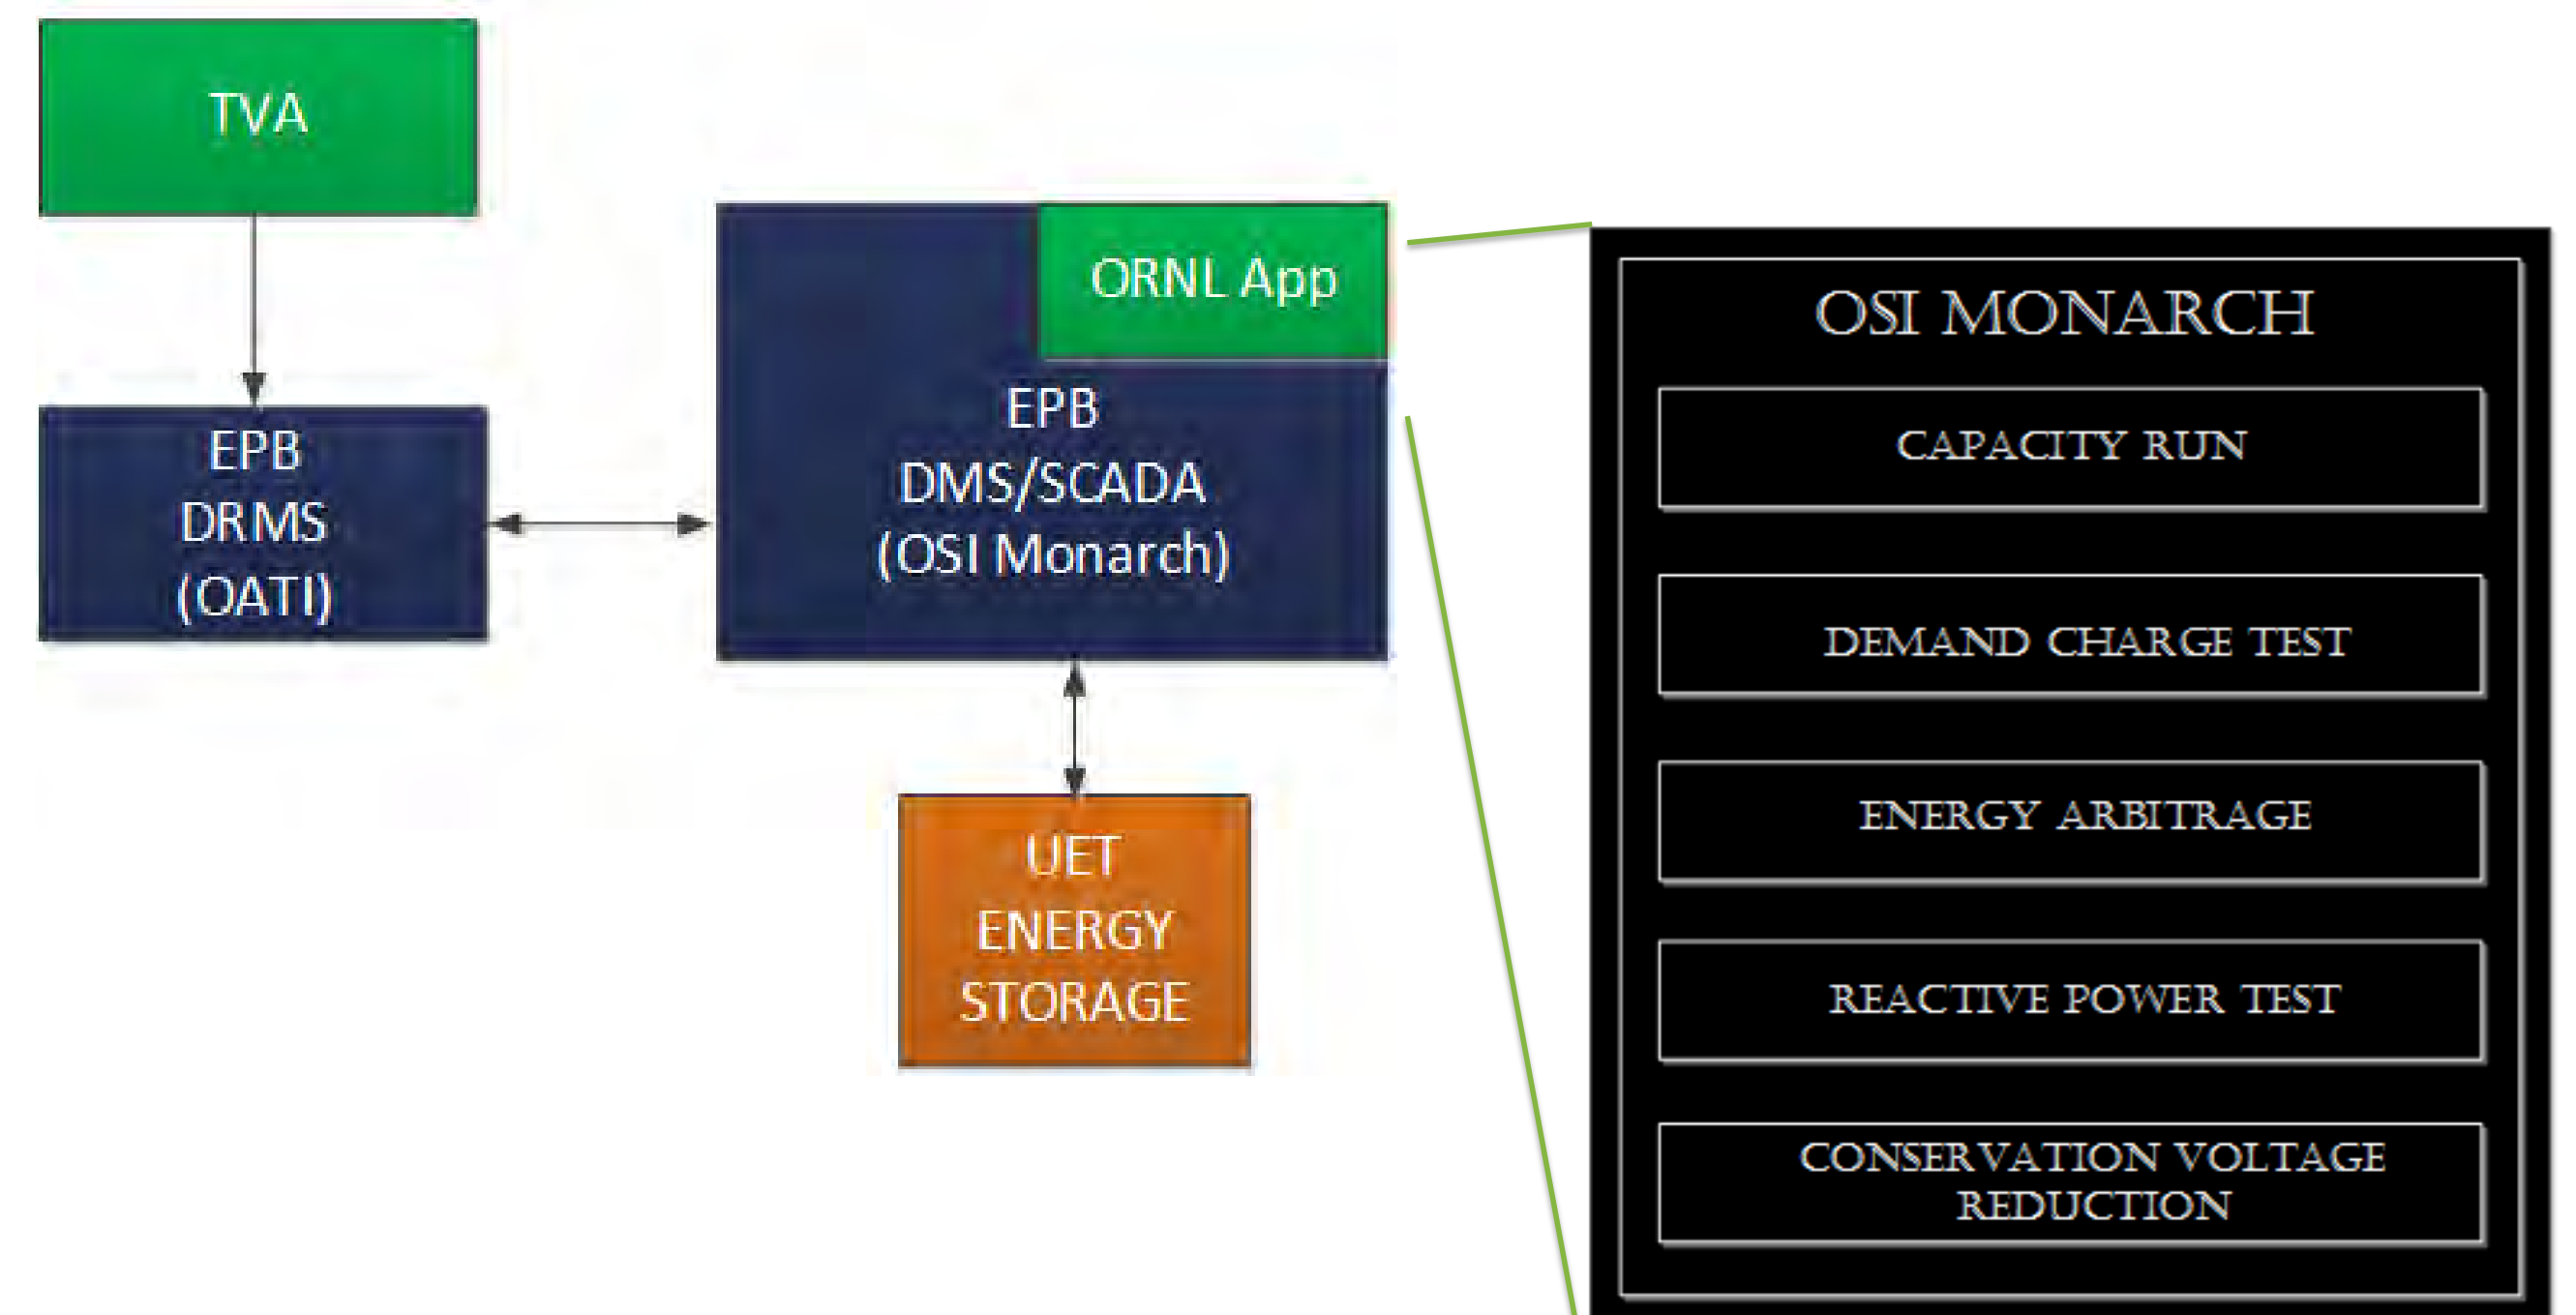 TVA
EPB
DRMS
(OATI)
ORNL App
EPB
DMS/SCADA
(OSI Monarch)
UET
ENERGY
STORAGE
OSI MONARCH
CAPACITY RUN
DEMAND CHARGE TEST
ENERGY ARBITRAGE
REACTIVE POWER TEST
CONSERVATION VOLTAGE
REDUCTION